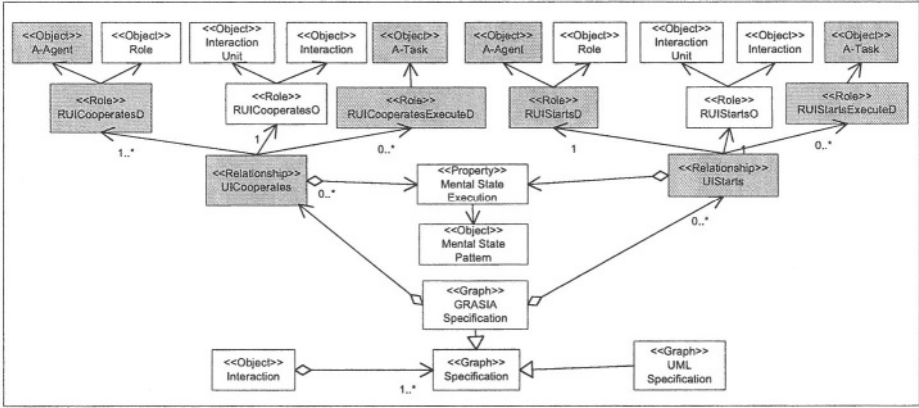 <<Object>>
A-Agent
<<Object>>
Role
<<Object>>
Interaction
Unit
<<Object>>
Interaction
<<Object>>
A-Task
<<Object>>
A-Agent
<<Object>>
Role
<<Object>>
Interaction
Unit
<<Object>>
Interaction
<<Object>>
A-Task
<<Role>>
RUICooperatesD
<<Role>>
RUICooperatesO
<<Role>>
RUICooperatesExecuteD
<<Role>>
RUIStartsD
<<Role>>
RUIStartsO
<<Role>>
RUIStartsExecuteD
1..*
1
0..*
1
1
0..*
<<Relationship>>
UICooperates
0..*
<<Property>>
Mental State
Execution
<<Relationship>>
UIStarts
<<Object>>
Mental State
Pattern
0..*
<<Graph>>
GRASIA
Specification
<<Object>>
Interaction
1..*
<<Graph>>
Specification
<<Graph>>
UML
Specification